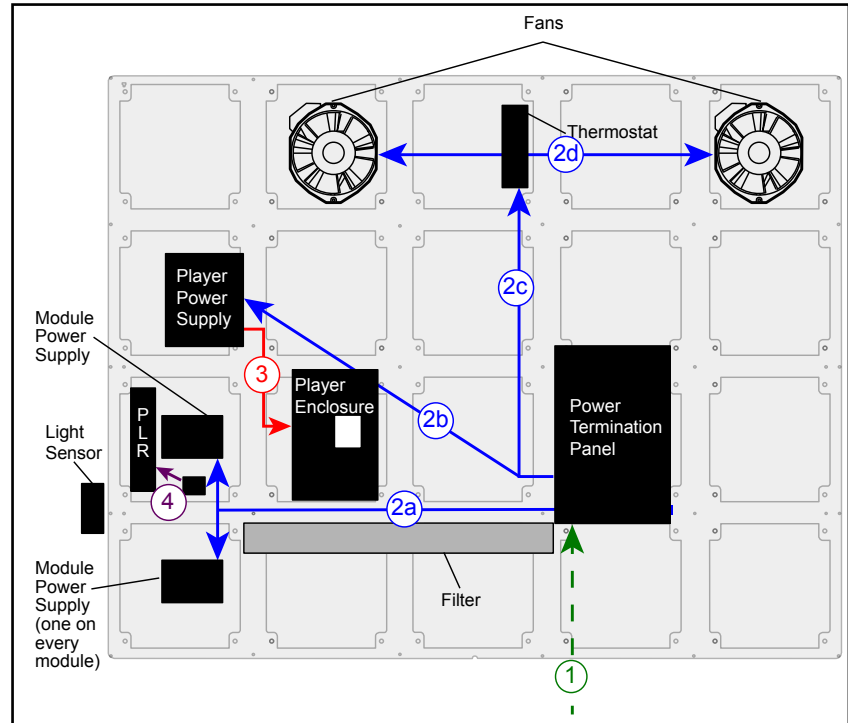 Fans
Thermostat
2d
2c
Player
Power
Supply
Module
Power
Supply
3
Player
Enclosure
2b
Power
Termination
Panel
P
L
R
Light
Sensor
4
2a
Module
Power
Supply
(one on
every
module)
Filter
1